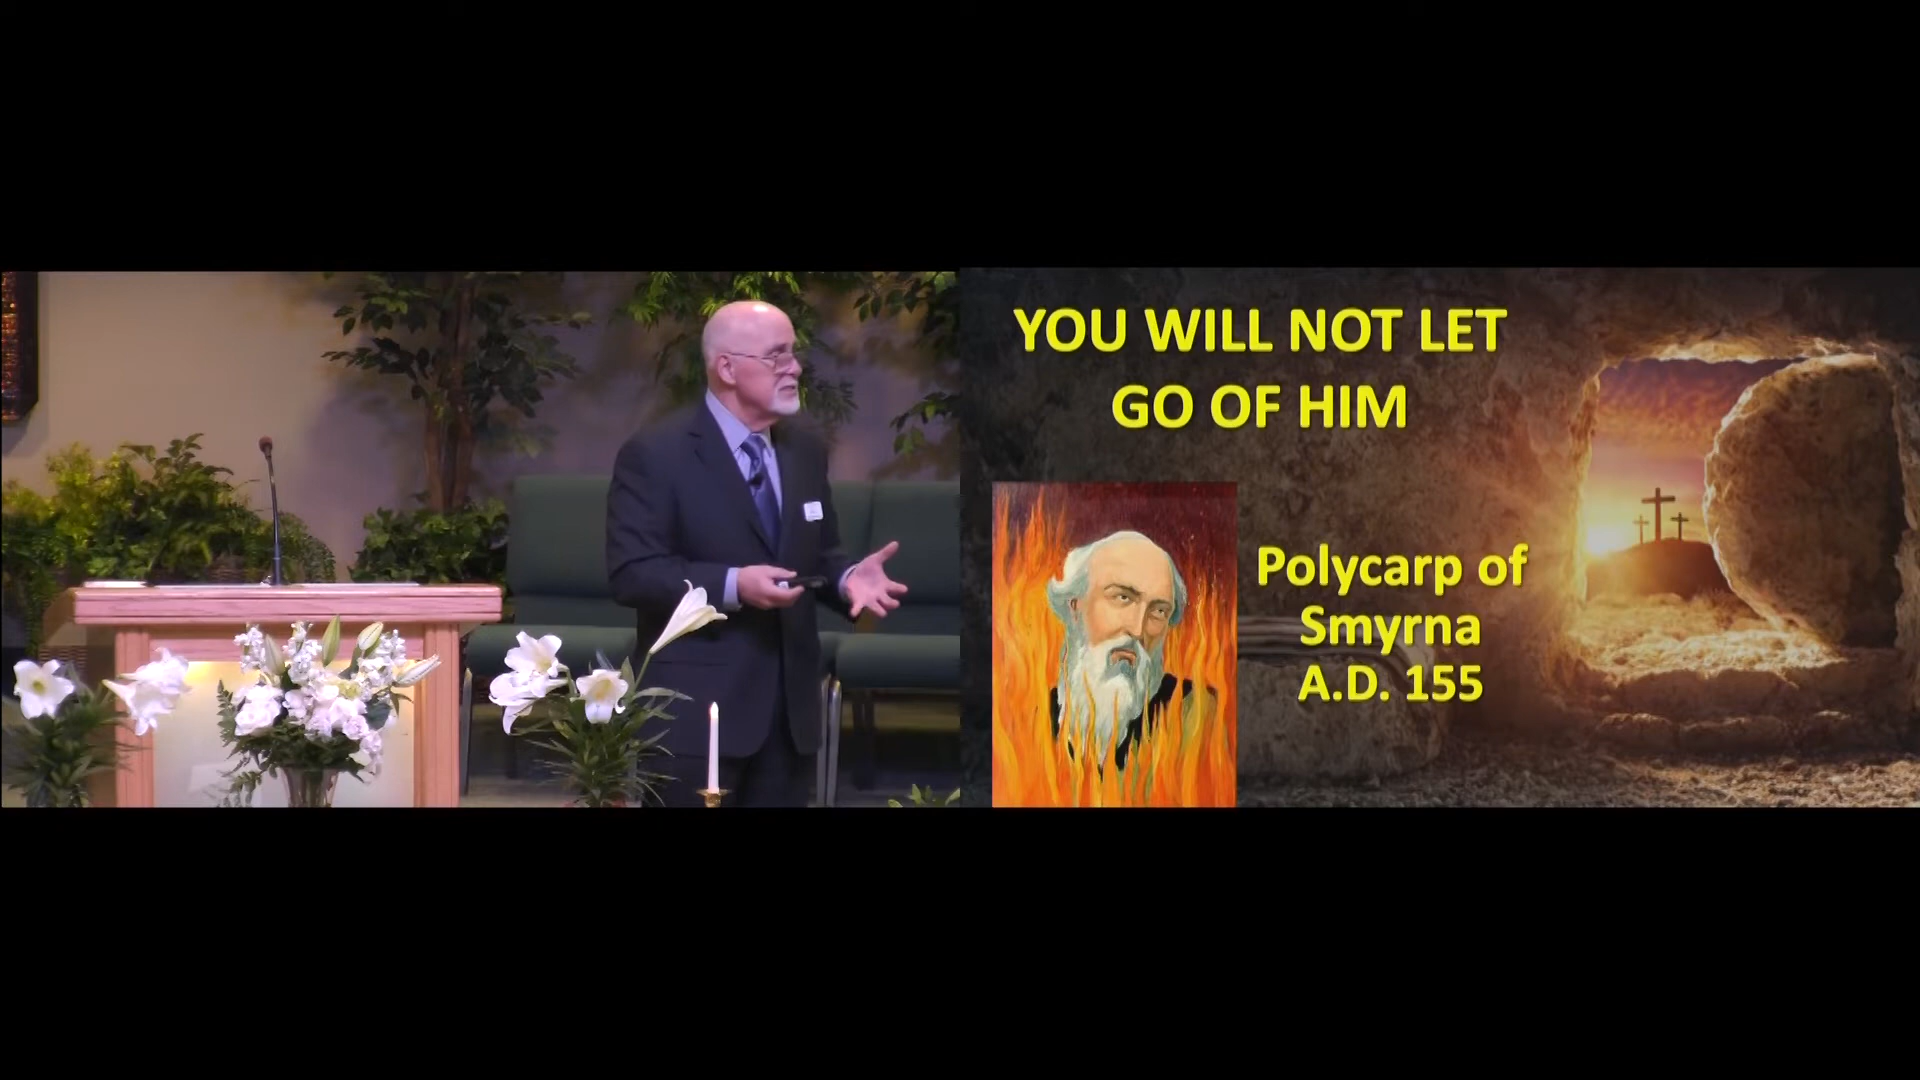 YOU WILL NOT LET
GO OF HIM
Polycarp of
Smyrna
A.D. 155